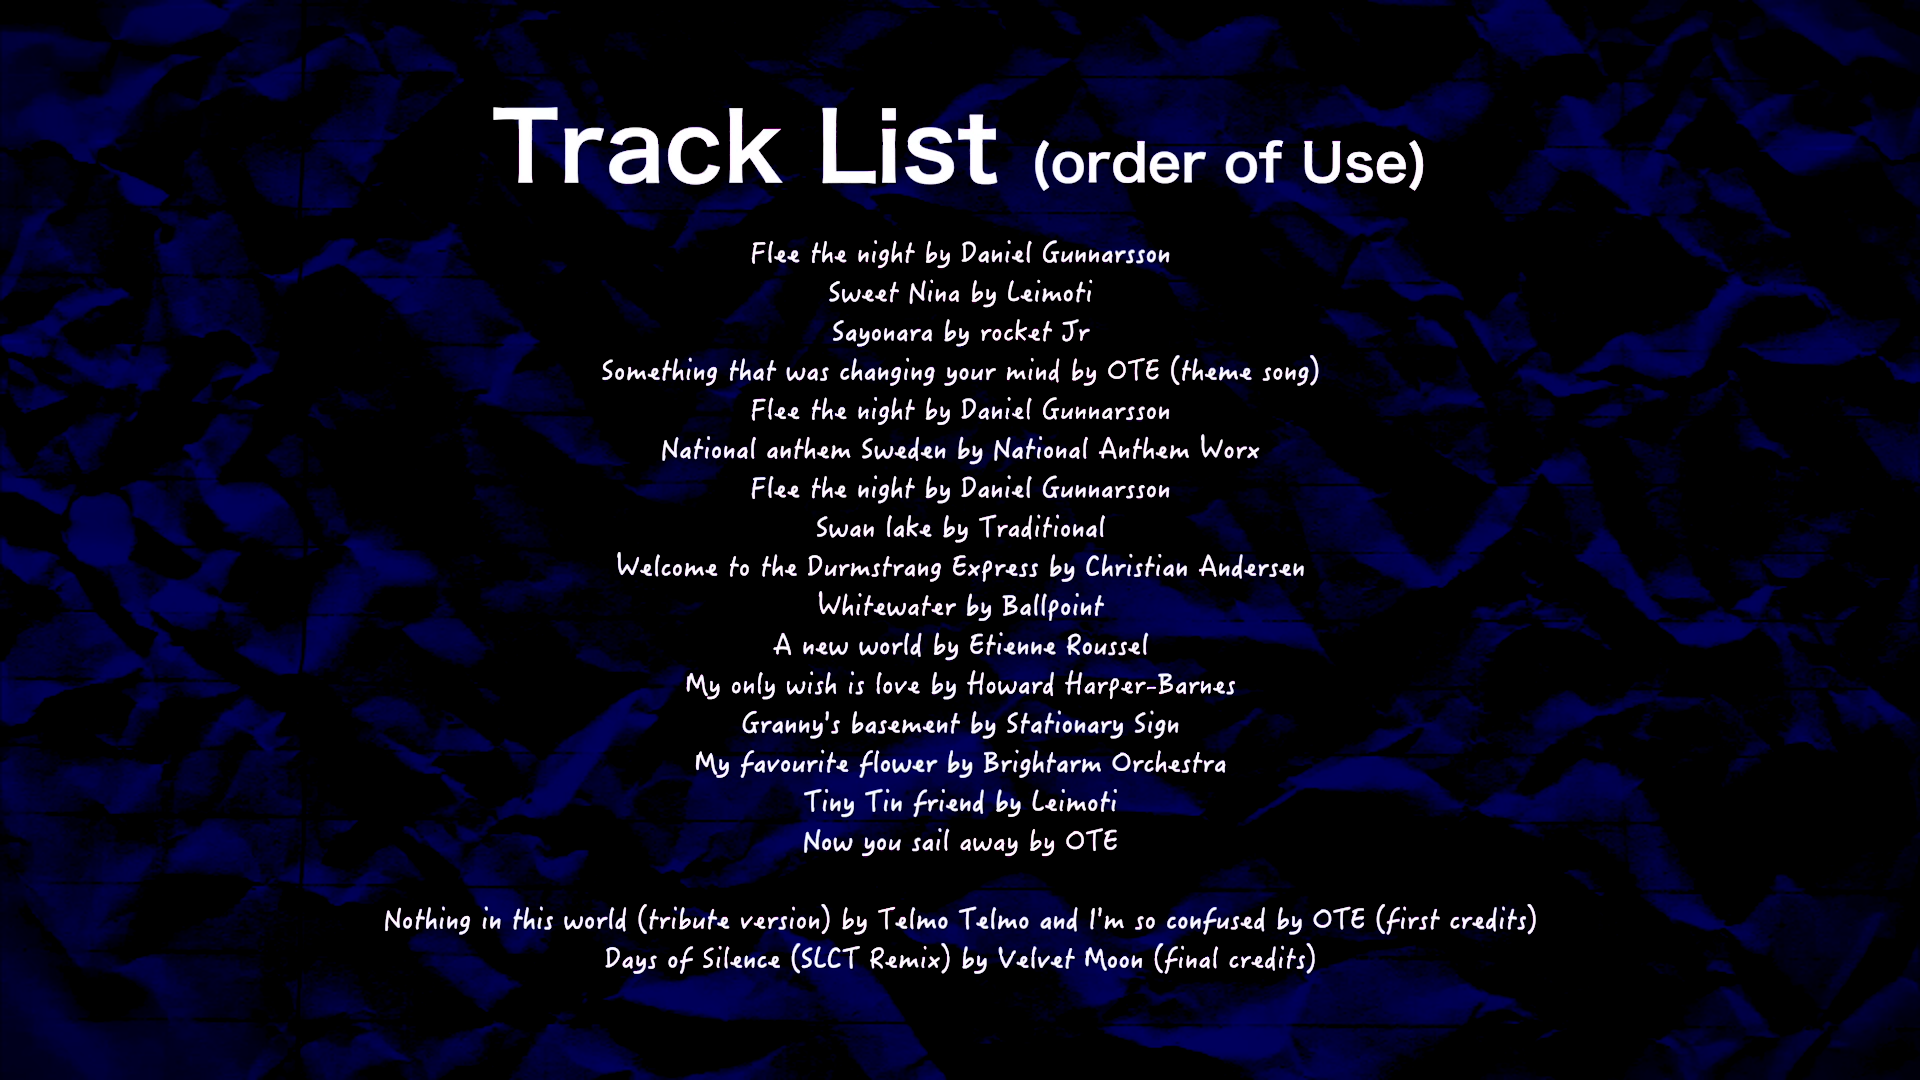 Track List (order of Use)
Flee the night by Daniel Gunnarsson
Sweet Nina by Leimoti
Sayonara by rocket Jr
Something that was changing your mind by OTE (theme song)
Flee the night by Daniel Gunnarsson
National anthem Sweden by National Anthem Worx
Flee the night by Daniel Gunnarsson
Swan lake by Traditional
Welcome to the Durmstrang Express by Christian Andersen
Whitewater by Ballpoint
A new world by Etienne Roussel
My only wish is love by Howard Harper-Barnes
Granny's basement by Stationary Sign
My favourite flower by Brightarm Orchestra
Tiny Tin friend by Leimoti
Now you sail away by OTE
Nothing in this world (tribute version) by Telmo Telmo and I'm so confused by OTE (first credits)
Days of Silence (SLCT Remix) by Velvet Moon (final credits)